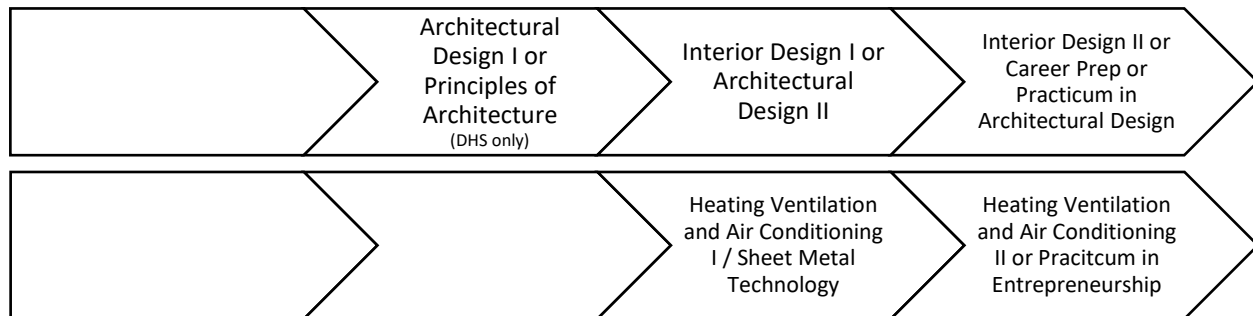 Architectural
Design I or
Principles of
Architecture
(DHS only)
Interior Design I or
Architectural
Design II
Interior Design II or
Career Prep or
Practicum in
Architectural Design
Heating Ventilation
and Air Conditioning
I / Sheet Metal
Technology
Heating Ventilation
and Air Conditioning
II or Pracitcum in
Entrepreneurship